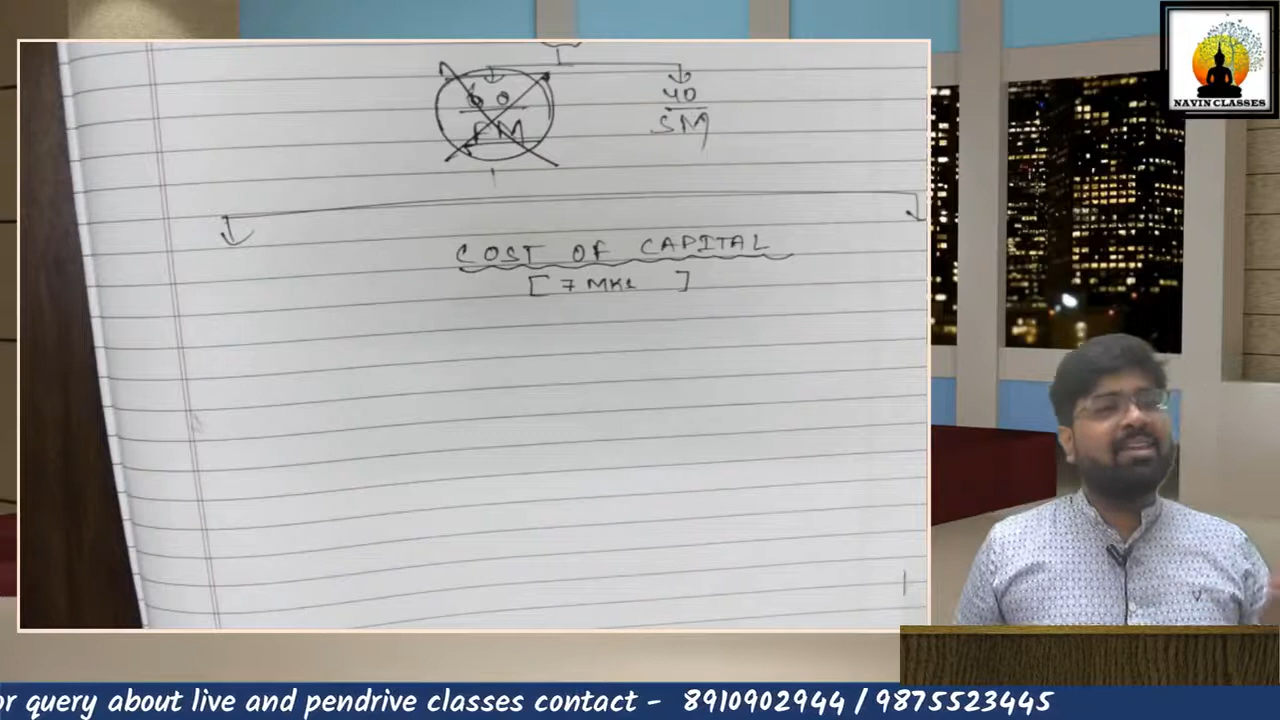 60
FM
40
SM
COST OF CAPITAL
[ 7 MKS ]
NAVIN CLASSES
or query about live and pendrive classes contact - 8910902944 / 9875523445